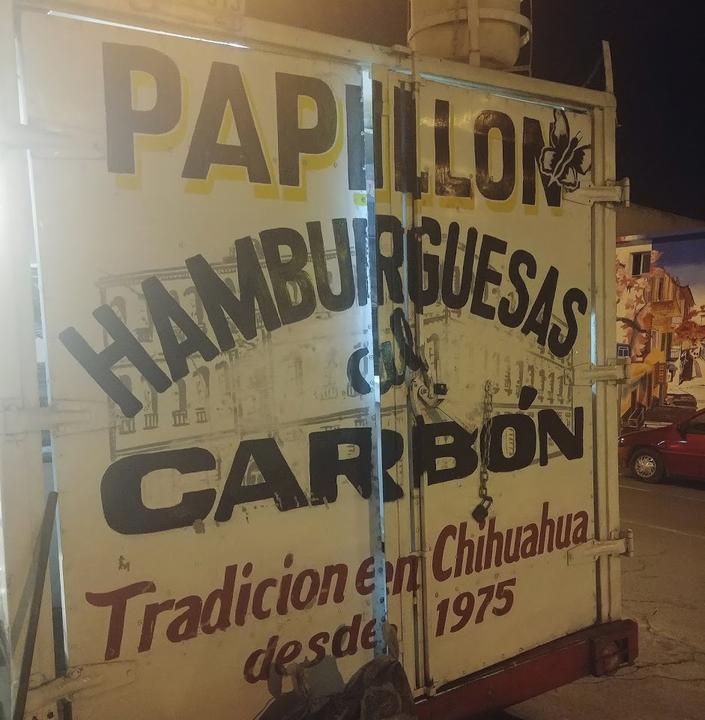 PAPILLON
HAMBURGUESAS
al
CARBÓN
Tradicion en Chihuahua
desde 1975